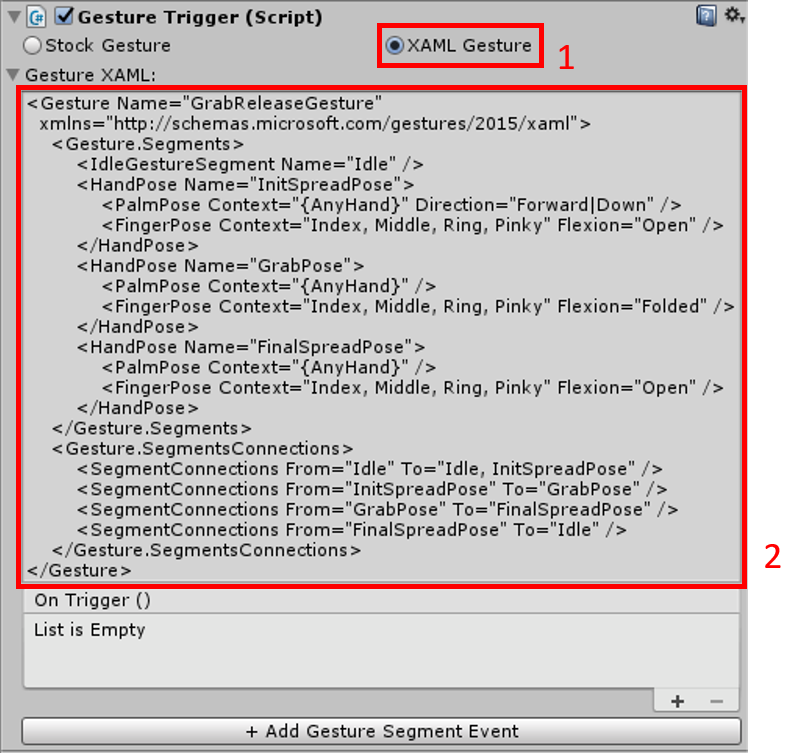 Gesture Trigger (Script)
Stock Gesture XAML Gesture 1
Gesture XAML:
<Gesture Name="GrabReleaseGesture"
xmlns="http://schemas.microsoft.com/gestures/2015/xaml">
<Gesture.Segments>
<IdleGestureSegment Name="Idle" />
<HandPose Name="InitSpreadPose">
<PalmPose Context="{AnyHand}" Direction="Forward|Down" />
<FingerPose Context="Index, Middle, Ring, Pinky" Flexion="Open" />
</HandPose>
<HandPose Name="GrabPose">
<PalmPose Context="{AnyHand}" />
<FingerPose Context="Index, Middle, Ring, Pinky" Flexion="Folded" />
</HandPose>
<HandPose Name="FinalSpreadPose">
<PalmPose Context="{AnyHand}" />
<FingerPose Context="Index, Middle, Ring, Pinky" Flexion="Open" />
</HandPose>
</Gesture.Segments>
<Gesture.SegmentsConnections>
<SegmentConnections From="Idle" To="Idle, InitSpreadPose" />
<SegmentConnections From="InitSpreadPose" To="GrabPose" />
<SegmentConnections From="GrabPose" To="FinalSpreadPose" />
<SegmentConnections From="FinalSpreadPose" To="Idle" />
</Gesture.SegmentsConnections>
</Gesture>
2
On Trigger ()
List is Empty
+ −
+ Add Gesture Segment Event